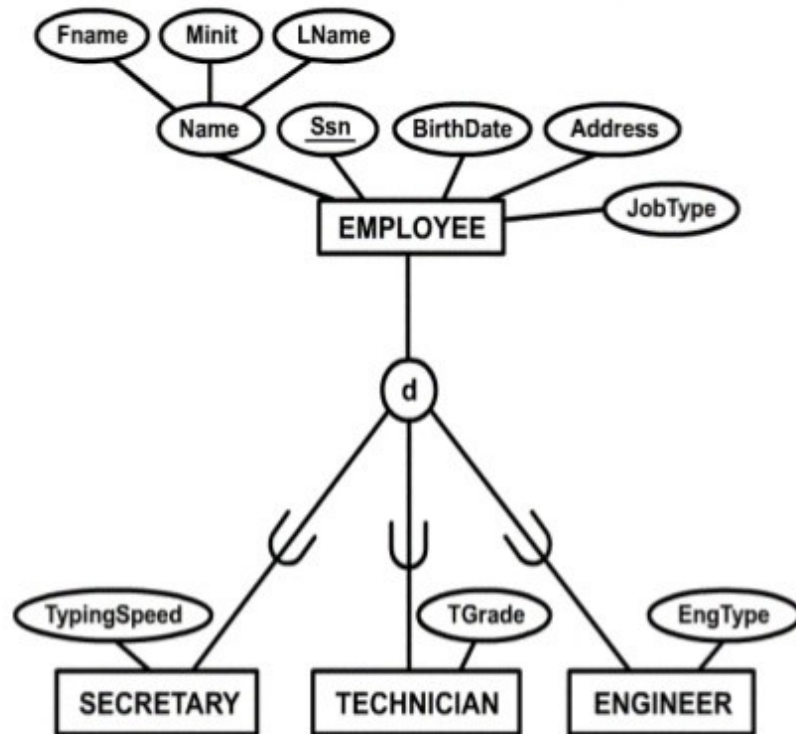 Fname Minit LName
Name Ssn BirthDate Address
JobType
EMPLOYEE
d
TypingSpeed TGrade EngType
SECRETARY TECHNICIAN ENGINEER